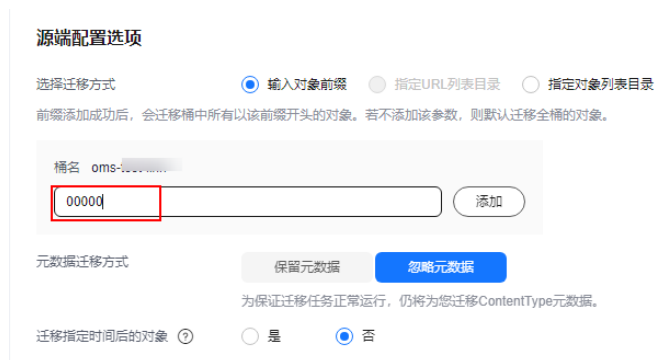 源端配置选项
选择迁移方式 输入对象前缀 指定URL列表目录 指定对象列表目录
前缀添加成功后，会迁移桶中所有以该前缀开头的对象。若不添加该参数，则默认迁移全桶的对象。
桶名 oms-
00000 添加
元数据迁移方式 保留元数据 忽略元数据
为保证迁移任务正常运行，仍将为您迁移ContentType元数据。
迁移指定时间后的对象 ? 是 否